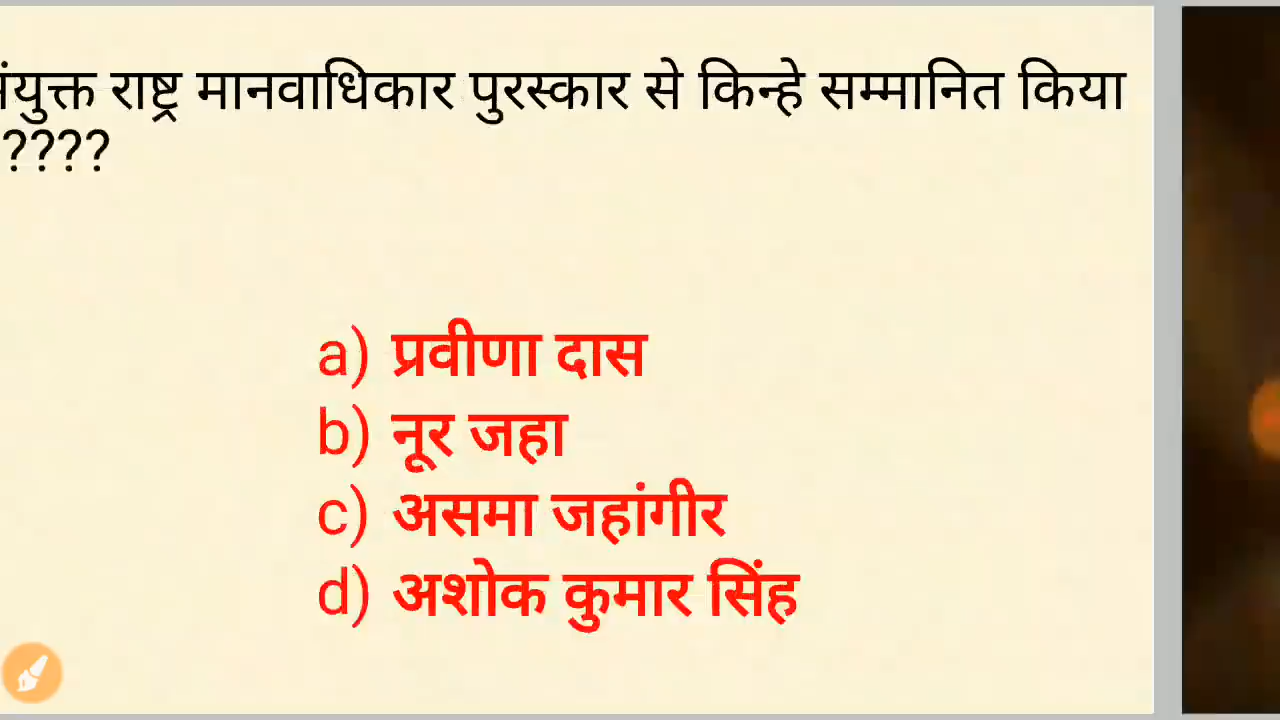 संयुक्त राष्ट्र मानवाधिकार पुरस्कार से किन्हे सम्मानित किया
????
a) प्रवीणा दास
b) नूर जहा
c) असमा जहांगीर
d) अशोक कुमार सिंह